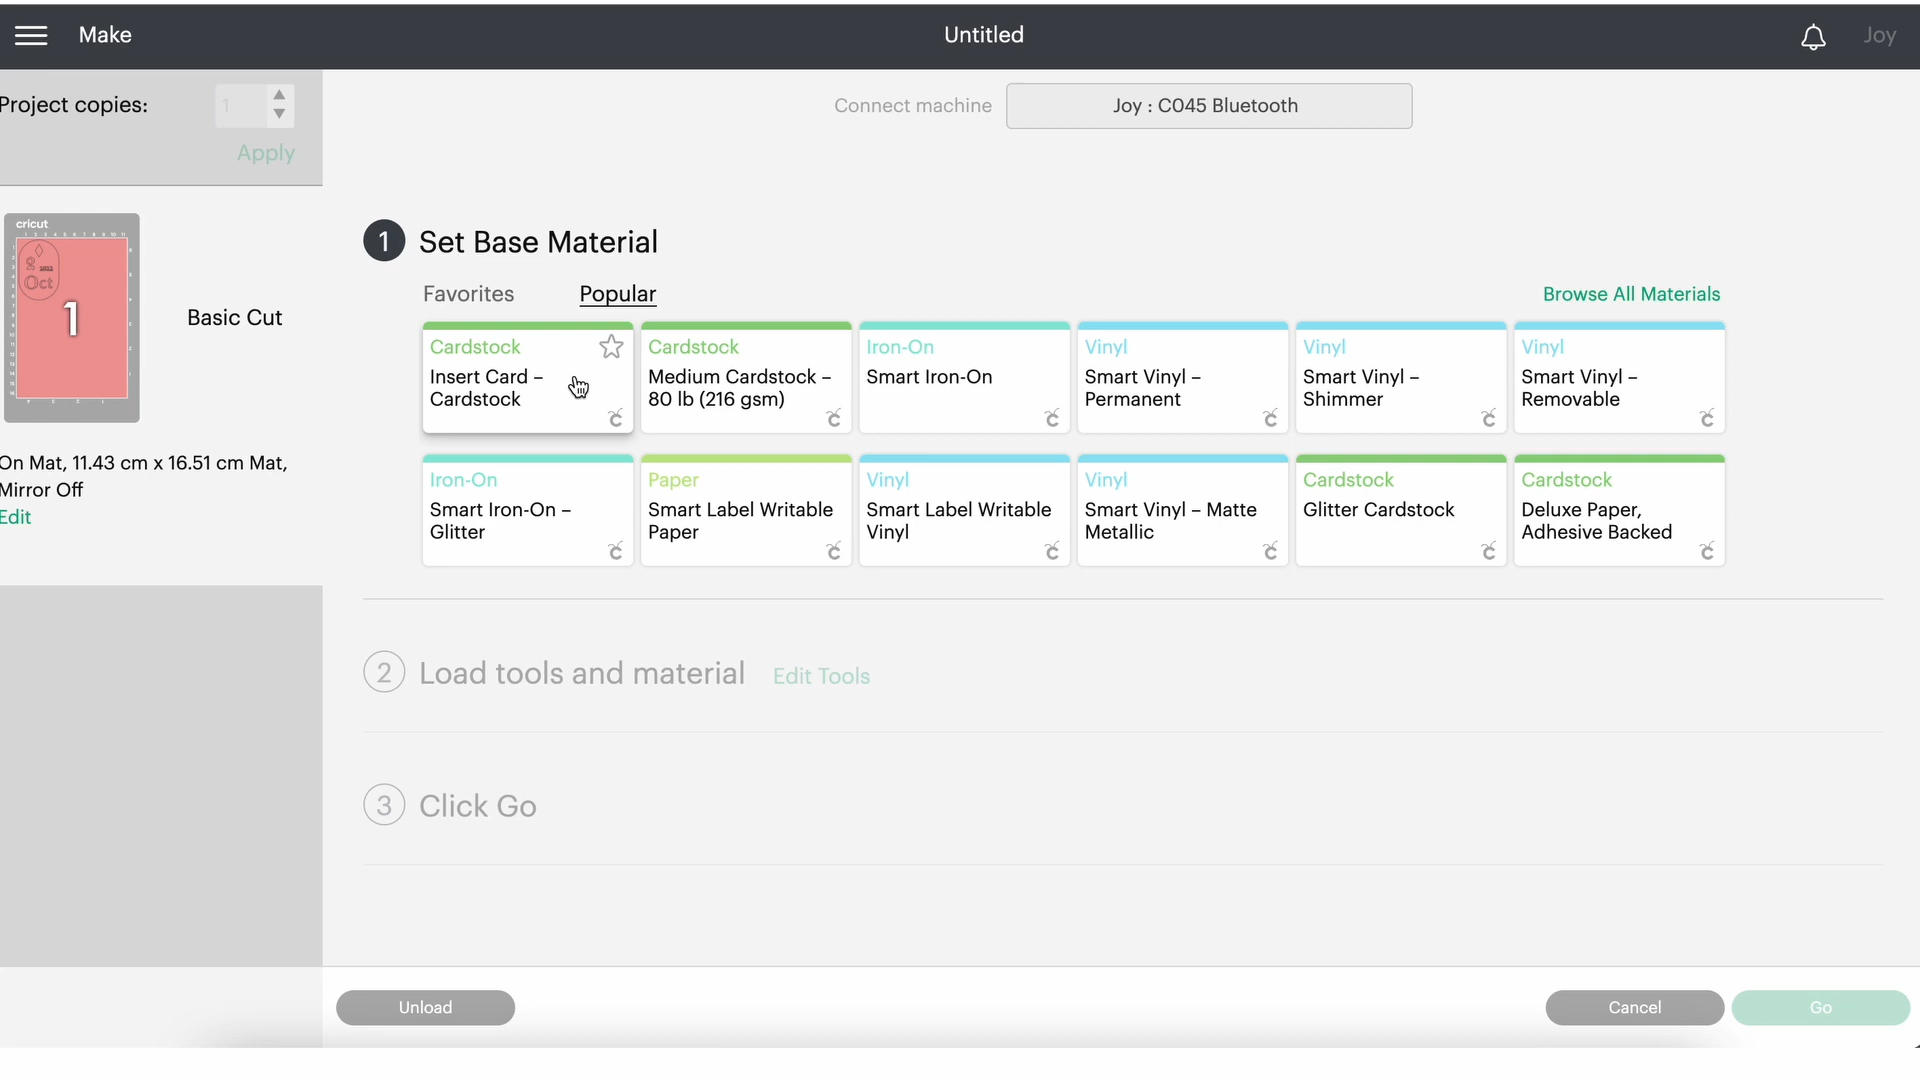 Make
Untitled
Joy
Project copies:
1
Apply
Connect machine
Joy : C045 Bluetooth
cricut
Oct
1
Basic Cut
On Mat, 11.43 cm x 16.51 cm Mat,
Mirror Off
Edit
1 Set Base Material
Favorites
Popular
Browse All Materials
Cardstock
Insert Card –
Cardstock
Cardstock
Medium Cardstock –
80 lb (216 gsm)
Iron-On
Smart Iron-On
Vinyl
Smart Vinyl –
Permanent
Vinyl
Smart Vinyl –
Shimmer
Vinyl
Smart Vinyl –
Removable
Iron-On
Smart Iron-On –
Glitter
Paper
Smart Label Writable
Paper
Vinyl
Smart Label Writable
Vinyl
Vinyl
Smart Vinyl – Matte
Metallic
Cardstock
Glitter Cardstock
Cardstock
Deluxe Paper,
Adhesive Backed
2 Load tools and material
Edit Tools
3 Click Go
Unload
Cancel
Go